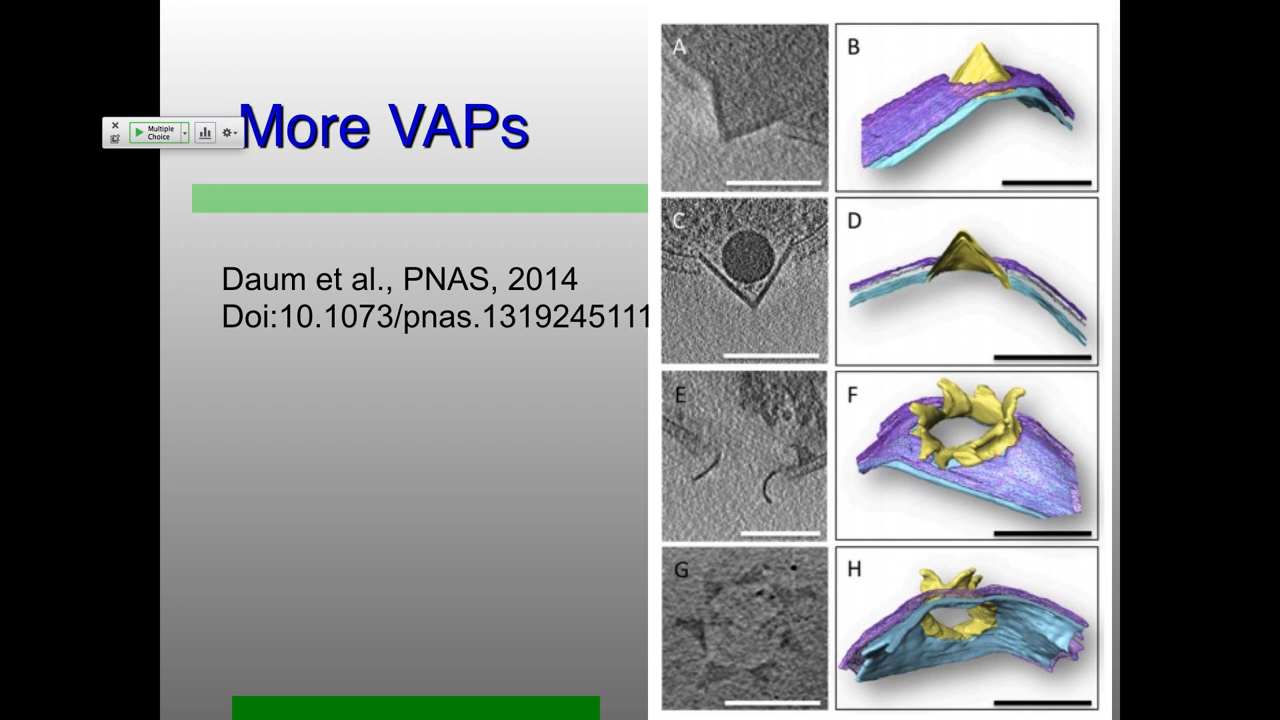 More VAPs
Multiple
Choice
Daum et al., PNAS, 2014
Doi:10.1073/pnas.1319245111
A
B
C
D
E
F
G
H